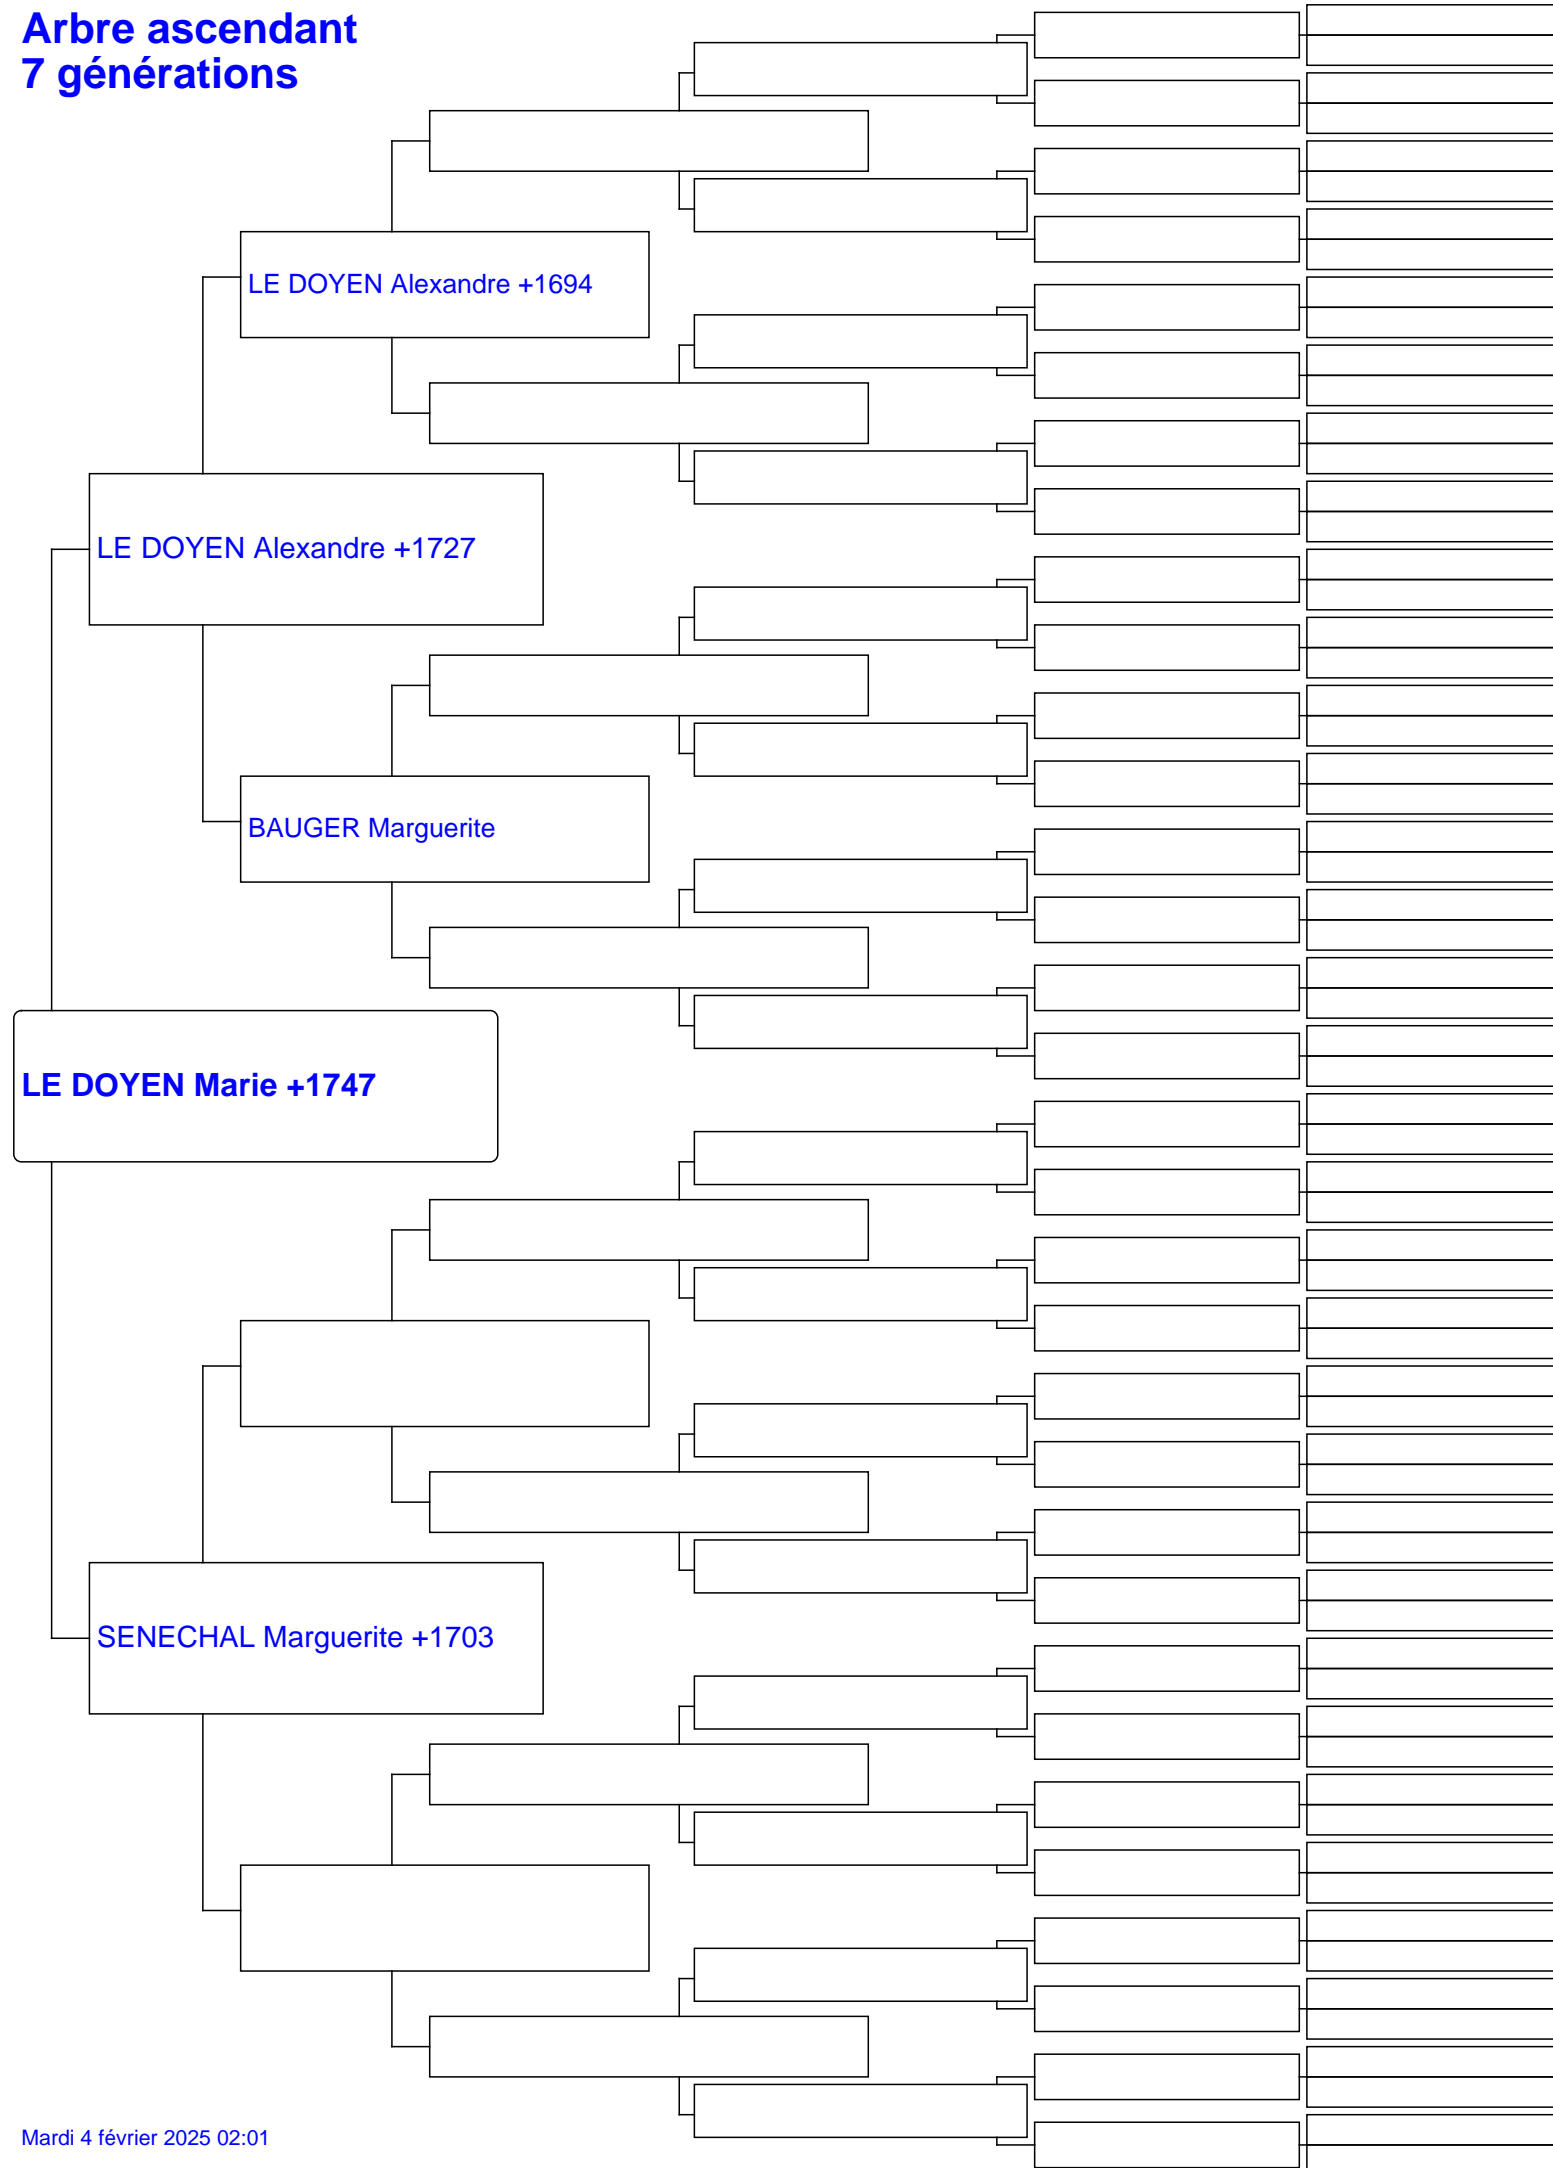 Arbre ascendant
7 générations
LE DOYEN Alexandre +1694
LE DOYEN Alexandre +1727
BAUGER Marguerite
LE DOYEN Marie +1747
SENECHAL Marguerite +1703
Mardi 4 février 2025 02:01